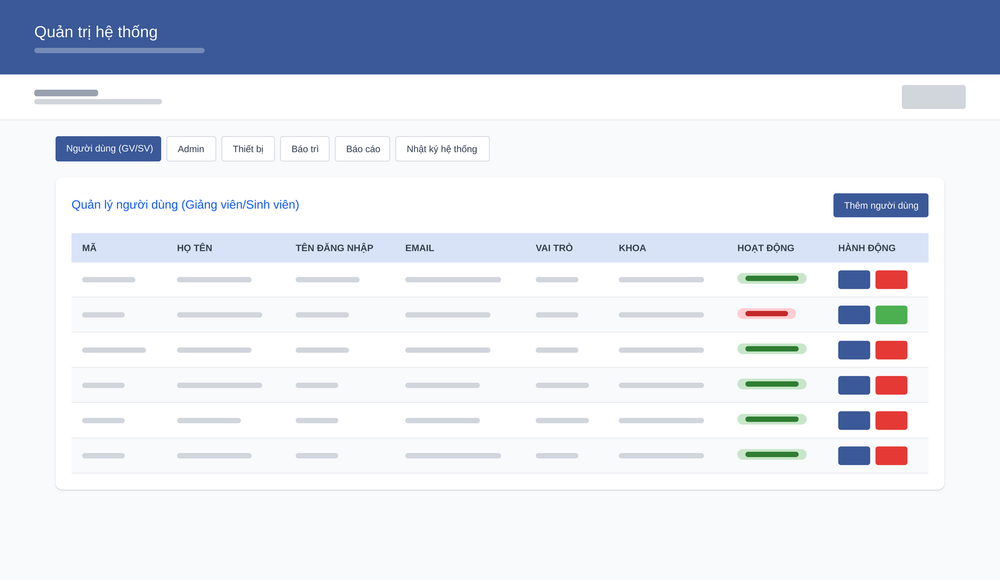 Quản trị hệ thống
Người dùng (GV/SV)
Admin
Thiết bị
Báo trì
Báo cáo
Nhật ký hệ thống
Quản lý người dùng (Giảng viên/Sinh viên)
Thêm người dùng
MÃ
HỌ TÊN
TÊN ĐĂNG NHẬP
EMAIL
VAI TRÒ
KHOA
HOẠT ĐỘNG
HÀNH ĐỘNG